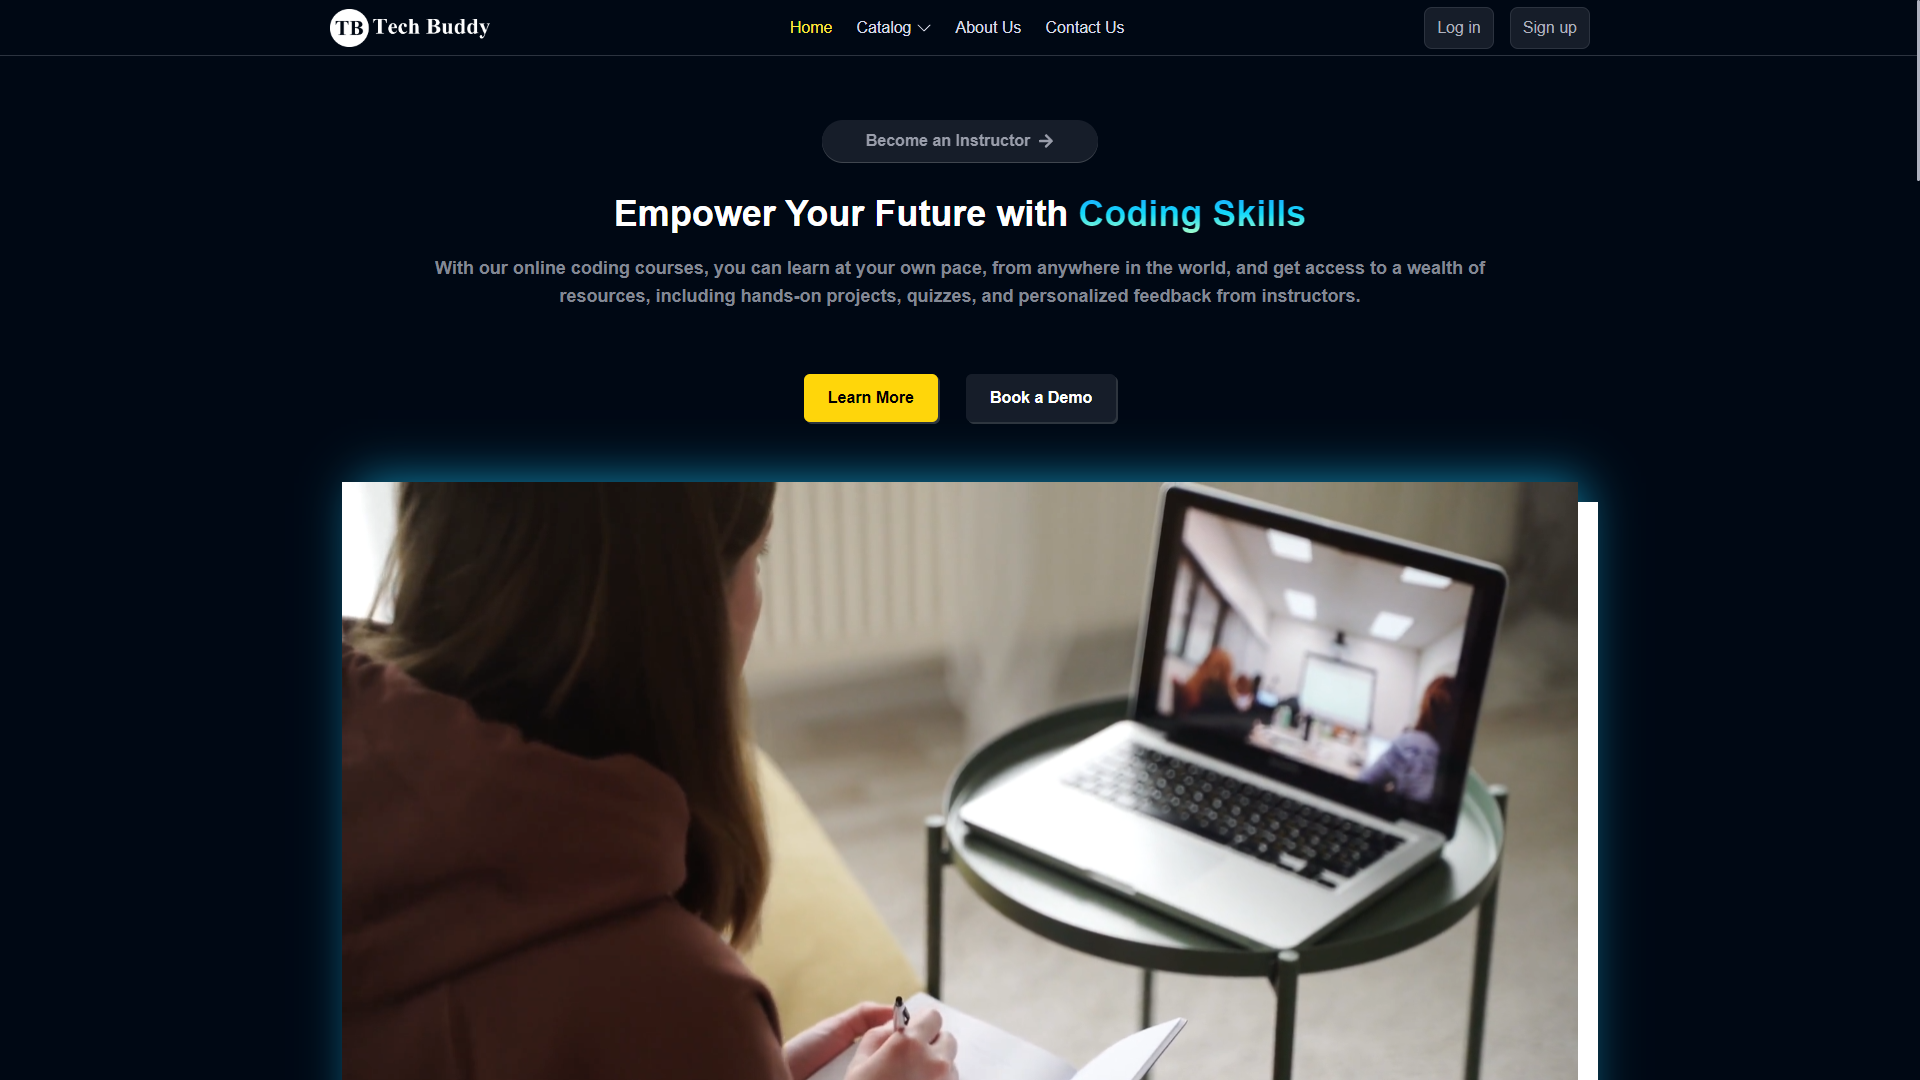 TB Tech Buddy
Home Catalog About Us Contact Us
Log in Sign up
Become an Instructor
Empower Your Future with Coding Skills
With our online coding courses, you can learn at your own pace, from anywhere in the world, and get access to a wealth of
resources, including hands-on projects, quizzes, and personalized feedback from instructors.
Learn More Book a Demo